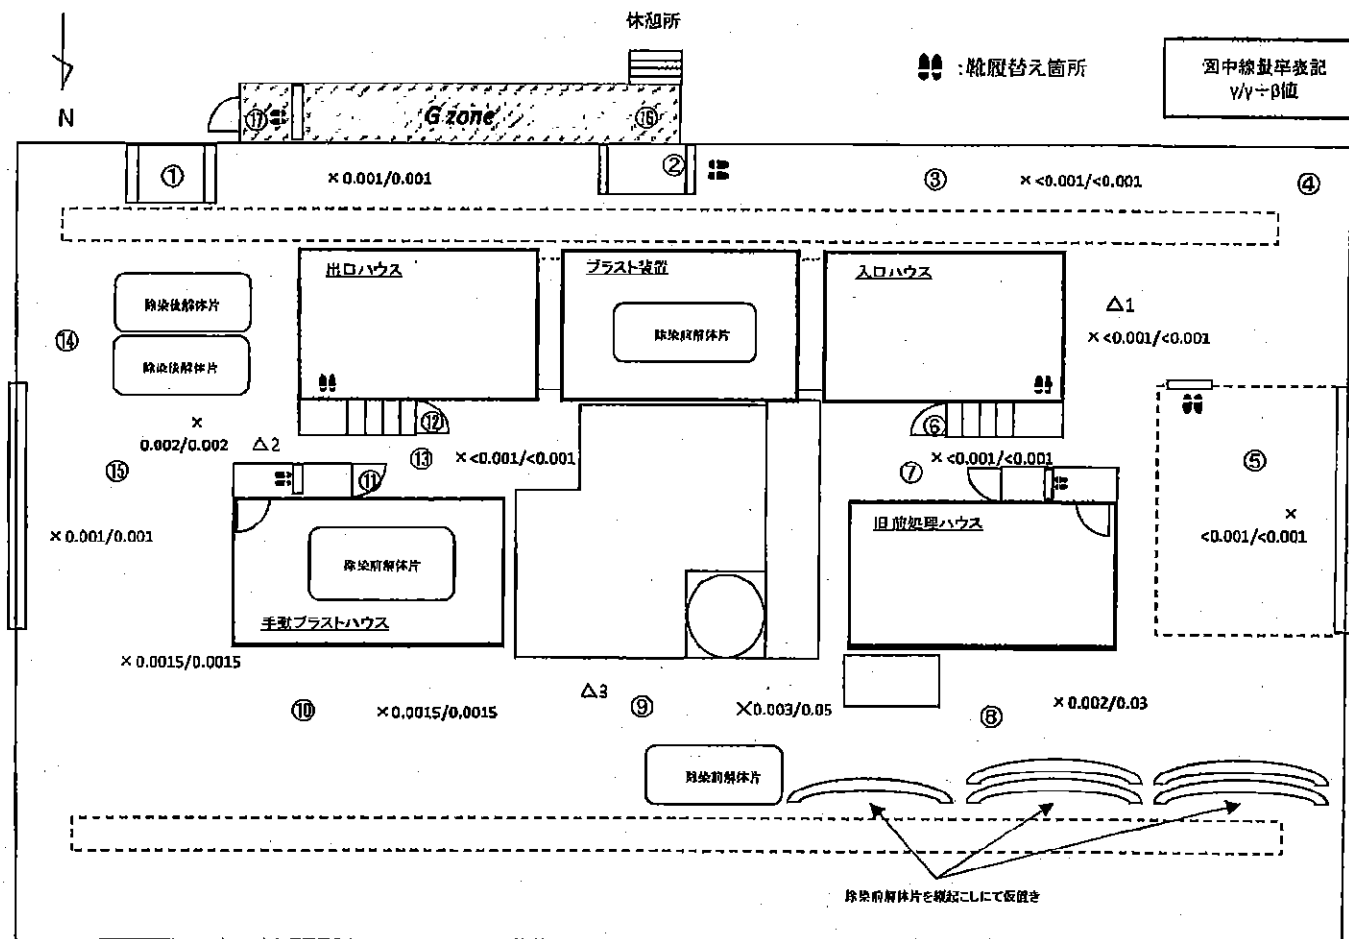 休憩所
:靴履替え箇所
図中線量率表記
γ/γ+β値
N
⑰
G zone
⑯
①
×0.001/0.001
②
③
×<0.001/<0.001
④
出口ハウス
ブラスト装置
入口ハウス
除染後解体片
除染前解体片
△1
⑭
×<0.001/<0.001
除染後解体片
×
0.002/0.002
△2
⑫
⑥
⑬
×<0.001/<0.001
×<0.001/<0.001
⑤
⑮
⑪
⑦
×0.001/0.001
旧前処理ハウス
×
<0.001/<0.001
除染前解体片
手動ブラストハウス
×0.0015/0.0015
△3
⑩
×0.0015/0.0015
⑨
×0.003/0.05
⑧
×0.002/0.03
除染前解体片
除染前解体片を縦起こしにて仮置き